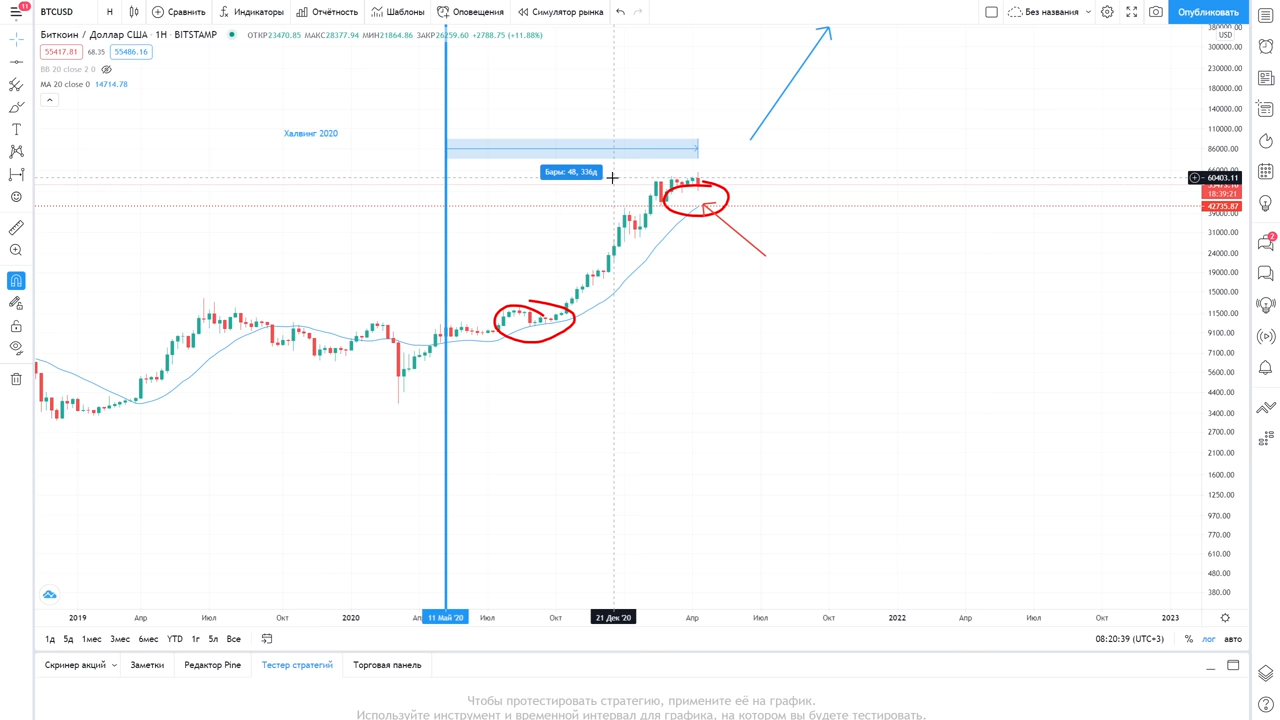 11
BTCUSD
Н
Сравнить
Индикаторы
Отчётность
Шаблоны
Оповещения
Симулятор рынка
Без названия
Опубликовать
Биткоин / Доллар США · 1Н · BITSTAMP
ОТКР23470.85 МАКС28377.94 МИН21864.86 ЗАКР26259.60 +2788.75 (+11.88%)
USD
55417.81 68.35 55486.16
BB 20 close 2 0
MA 20 close 0 14714.78
Халвинг 2020
Бары: 48, 336д
380000.00
300000.00
230000.00
180000.00
140000.00
110000.00
86000.00
60403.11
18:39:21
42735.87
39000.00
31000.00
24000.00
19000.00
15000.00
11500.00
9100.00
7100.00
5600.00
4400.00
3400.00
2700.00
2100.00
1600.00
1250.00
970.00
770.00
610.00
480.00
380.00
2
2019 Апр Июл Окт 2020 11 Май '20 Июл Окт 21 Дек '20 Апр Июл Окт 2022 Апр Июл Окт 2023
1д 5д 1мес 3мес 6мес YTD 1г 5л Все
08:20:39 (UTC+3) % лог авто
Скринер акций Заметки Редактор Pine Тестер стратегий Торговая панель
Чтобы протестировать стратегию, примените её на график.
Используйте инструмент и временной интервал для графика, на котором вы будете тестировать.